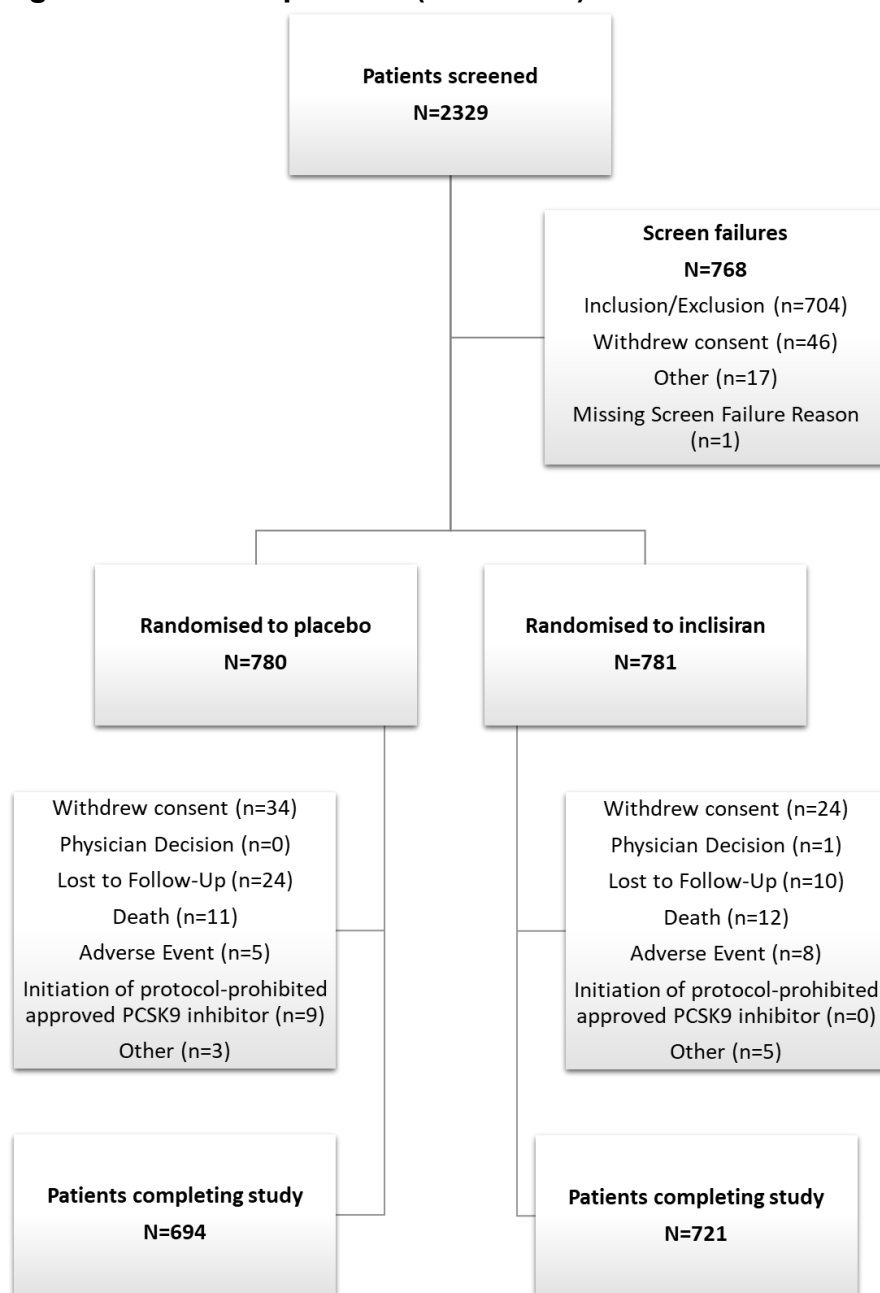 Patients screened
N=2329
Screen failures
N=768
Inclusion/Exclusion (n=704)
Withdrew consent (n=46)
Other (n=17)
Missing Screen Failure Reason
(n=1)
Randomised to placebo
N=780
Randomised to inclisiran
N=781
Withdrew consent (n=34)
Physician Decision (n=0)
Lost to Follow-Up (n=24)
Death (n=11)
Adverse Event (n=5)
Initiation of protocol-prohibited
approved PCSK9 inhibitor (n=9)
Other (n=3)
Withdrew consent (n=24)
Physician Decision (n=1)
Lost to Follow-Up (n=10)
Death (n=12)
Adverse Event (n=8)
Initiation of protocol-prohibited
approved PCSK9 inhibitor (n=0)
Other (n=5)
Patients completing study
N=694
Patients completing study
N=721